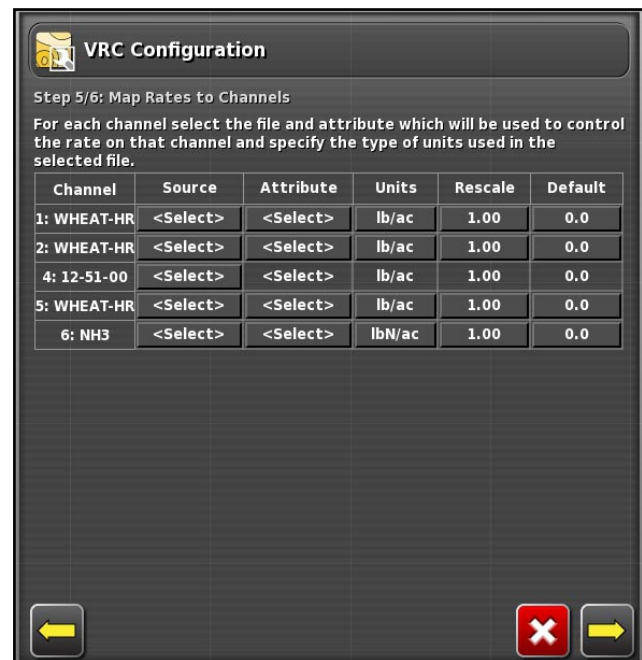 VRC Configuration
Step 5/6: Map Rates to Channels
For each channel select the file and attribute which will be used to control
the rate on that channel and specify the type of units used in the
selected file.
Channel Source Attribute Units Rescale Default
1: WHEAT-HR <Select> <Select> lb/ac 1.00 0.0
2: WHEAT-HR <Select> <Select> lb/ac 1.00 0.0
4: 12-51-00 <Select> <Select> lb/ac 1.00 0.0
5: WHEAT-HR <Select> <Select> lb/ac 1.00 0.0
6: NH3 <Select> <Select> lbN/ac 1.00 0.0